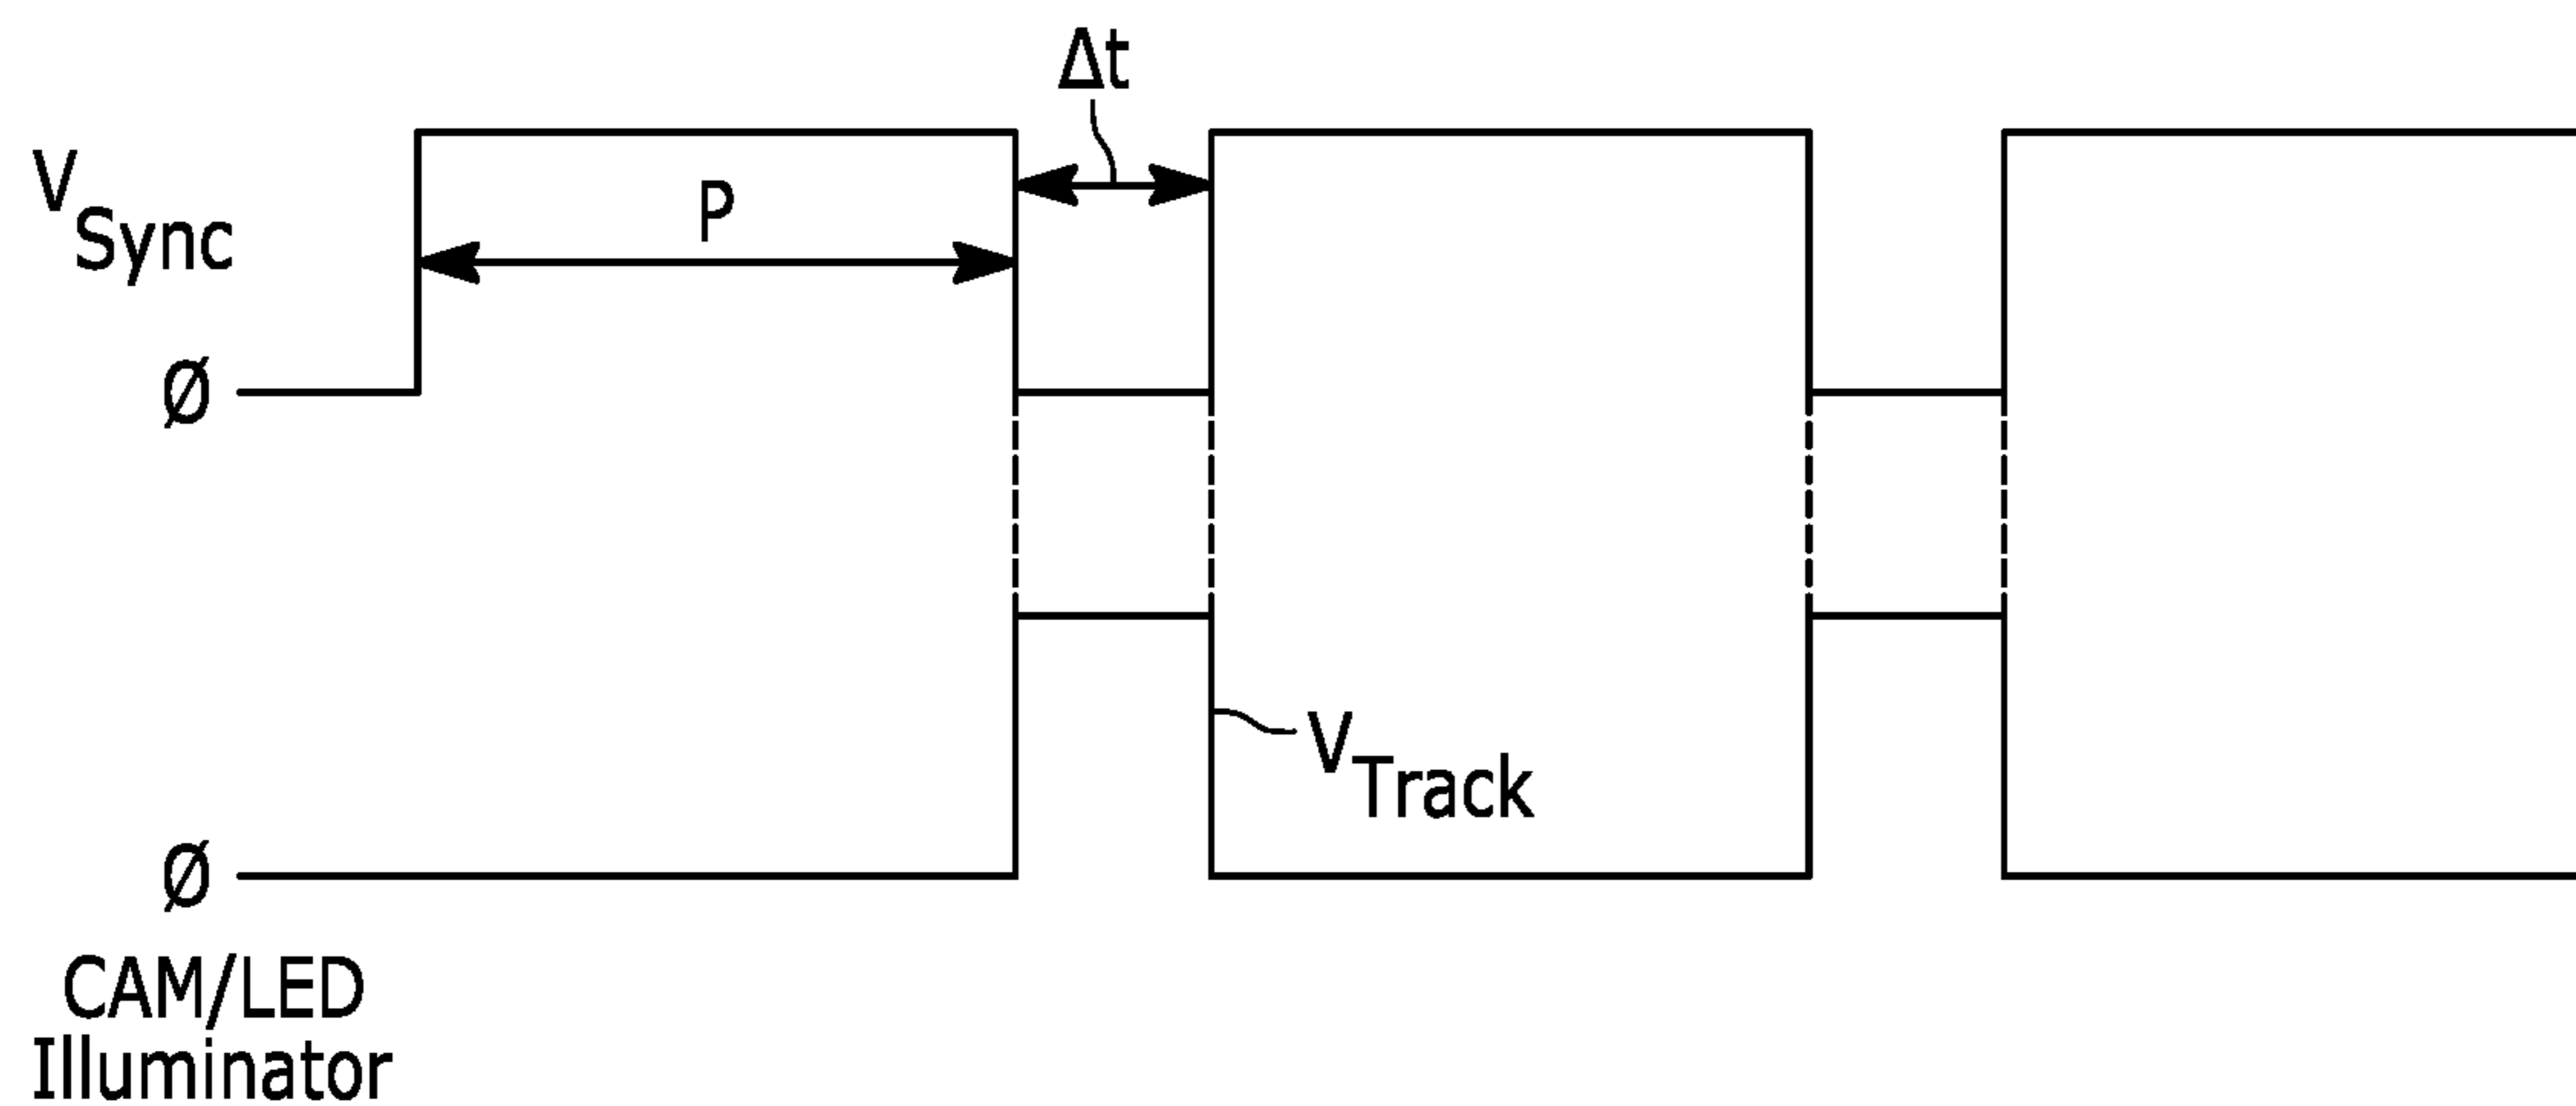 Δt
V Sync
P
Ø
V Track
Ø
CAM/LED
Illuminator